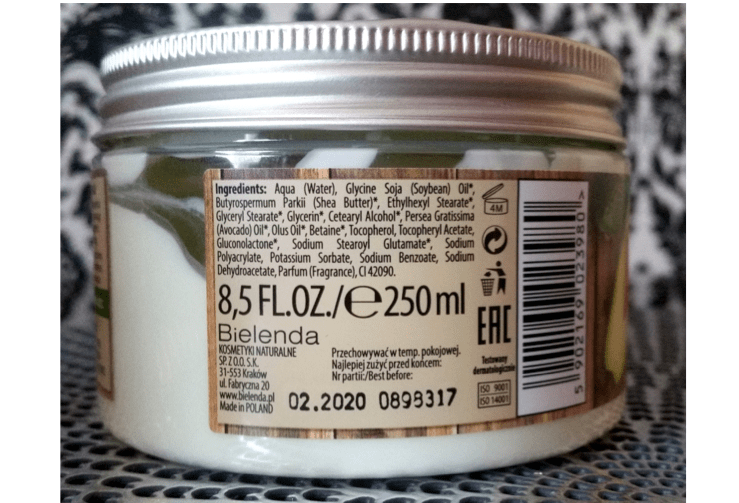 Ingredients: Aqua (Water), Glycine Soja (Soybean) Oil*,
Butyrospermum Parkii (Shea Butter)*, Ethylhexyl Stearate*,
Glyceryl Stearate*, Glycerin*, Cetearyl Alcohol*, Persea Gratissima
(Avocado) Oil*, Olus Oil*, Betaine*, Tocopherol, Tocopheryl Acetate,
Gluconolactone*, Sodium Stearoyl Glutamate*, Sodium
Polyacrylate, Potassium Sorbate, Sodium Benzoate, Sodium
Dehydroacetate, Parfum (Fragrance), CI 42090.
4M
8,5 FL.OZ./℮250 ml
EAC
Bielenda
KOSMETYKI NATURALNE
SP. Z O.O. S.K.
31-553 Kraków
ul. Fabryczna 20
www.bielenda.pl
Made in POLAND
Przechowywać w temp. pokojowej.
Najlepiej zużyć przed końcem:
Nr partii:/Best before:
02.2020 0898317
Testowany
dermatologicznie
ISO 9001
ISO 14001
5 902169 023980>